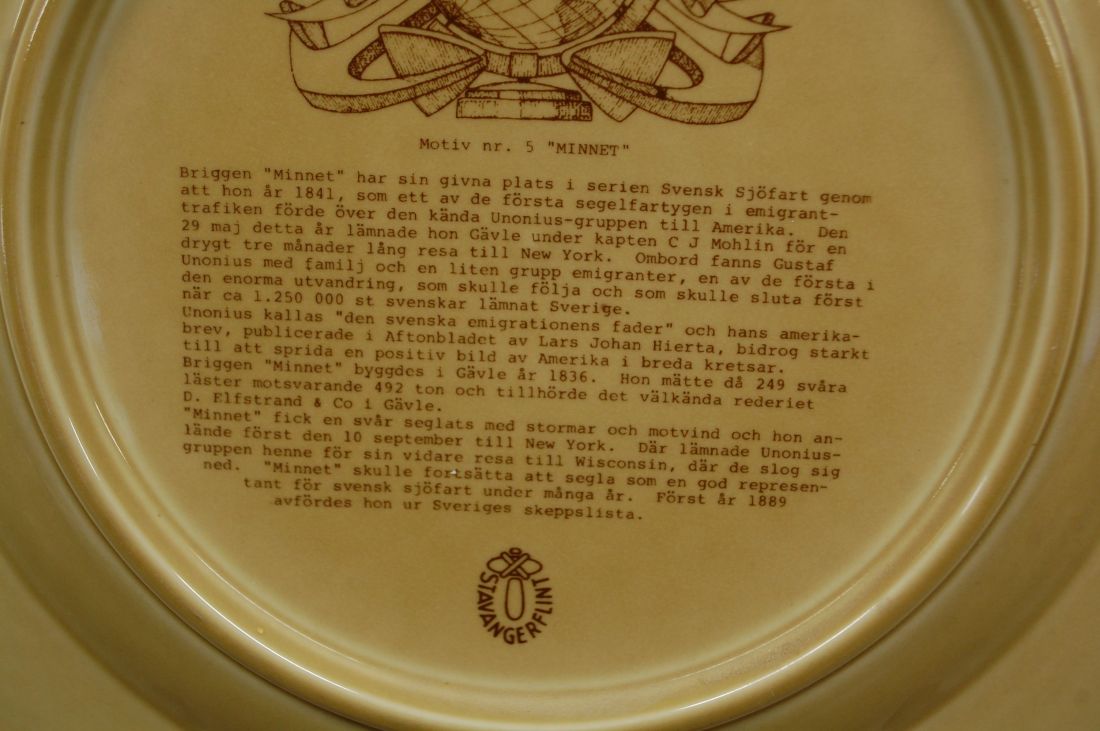 Motiv nr. 5 "MINNET"
Briggen "Minnet" har sin givna plats i serien Svensk Sjöfart genom
att hon år 1841, som ett av de första segelfartygen i emigrant-
trafiken förde över den kända Unonius-gruppen till Amerika. Den
29 maj detta år lämnade hon Gävle under kapten C J Mohlin för en
drygt tre månader lång resa till New York. Ombord fanns Gustaf
Unonius med familj och en liten grupp emigranter, en av de första i
den enorma utvandring, som skulle följa och som skulle sluta först
när ca 1.250 000 st svenskar lämnat Sverige.
Unonius kallas "den svenska emigrationens fader" och hans amerika-
brev, publicerade i Aftonbladet av Lars Johan Hierta, bidrog starkt
till att sprida en positiv bild av Amerika i breda kretsar.
Briggen "Minnet" byggdes i Gävle år 1836. Hon mätte då 249 svåra
läster motsvarande 492 ton och tillhörde det välkända rederiet
D. Elfstrand & Co i Gävle.
"Minnet" fick en svår seglats med stormar och motvind och hon an-
lände först den 10 september till New York. Där lämnade Unonius-
gruppen henne för sin vidare resa till Wisconsin, där de slog sig
ned. "Minnet" skulle fortsätta att segla som en god represen-
tant för svensk sjöfart under många år. Först år 1889
avfördes hon ur Sveriges skeppslista.
STAVANGERFLINT